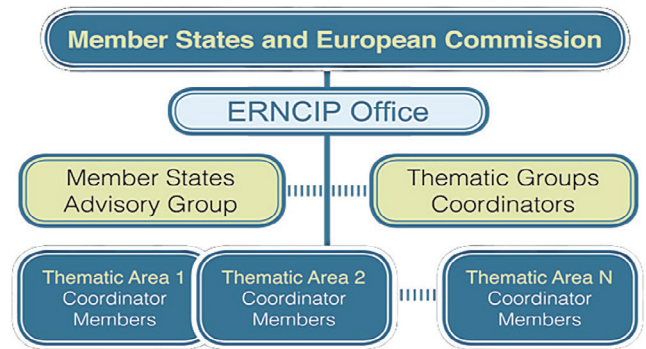 Member States and European Commission
ERNCIP Office
Member States
Advisory Group
Thematic Groups
Coordinators
Thematic Area 1
Coordinator
Members
Thematic Area 2
Coordinator
Members
Thematic Area N
Coordinator
Members